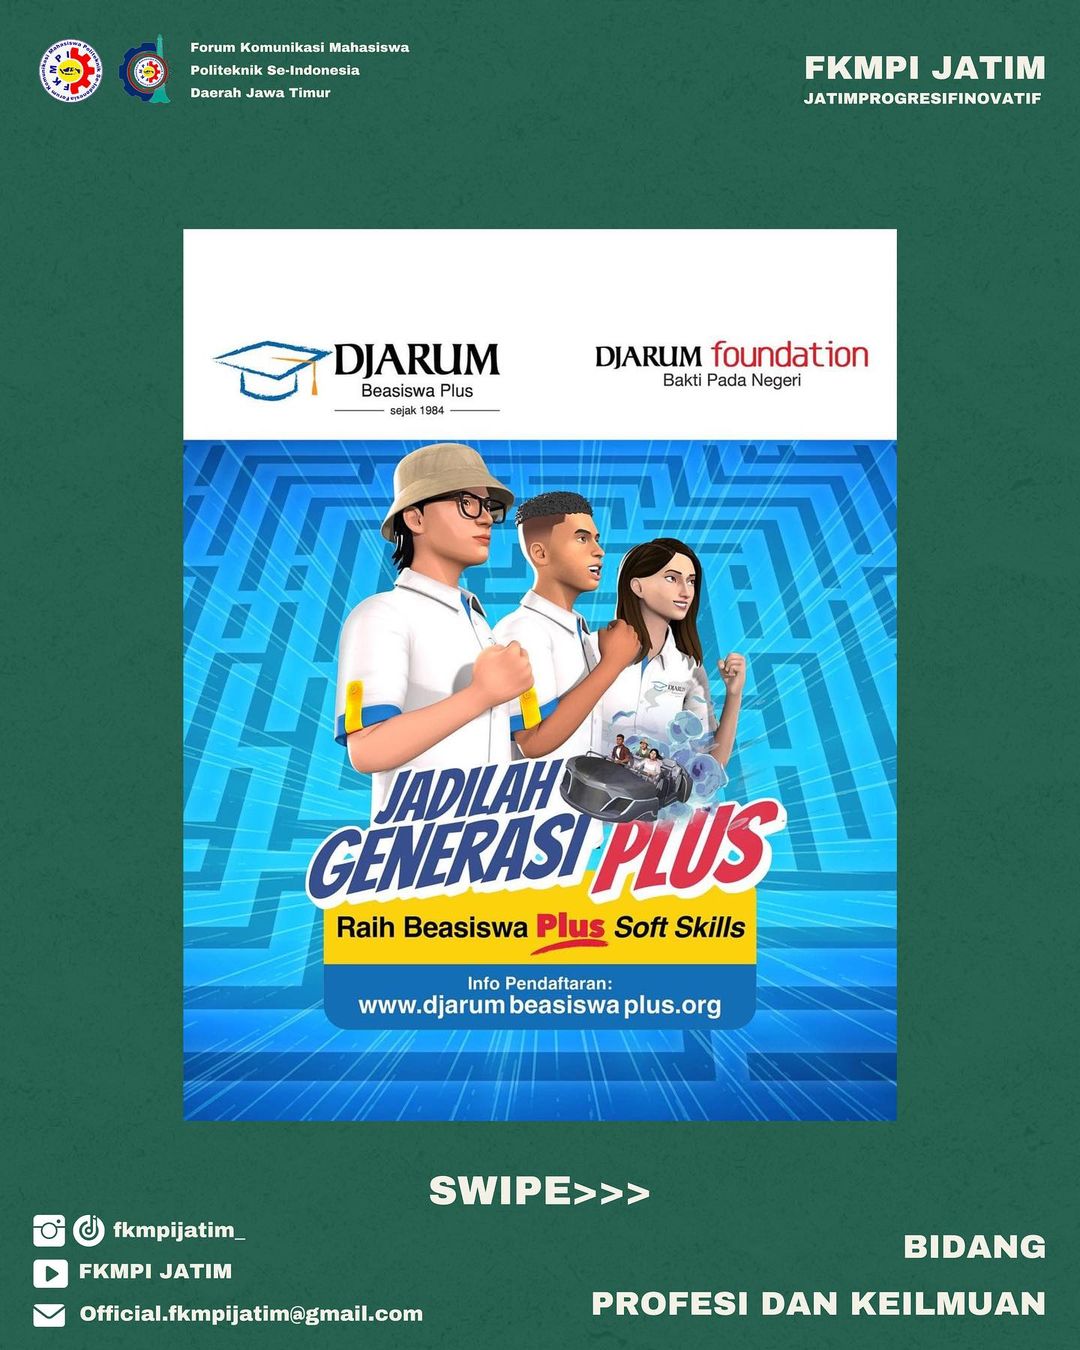 Forum Komunikasi Mahasiswa
Politeknik Se-Indonesia
Daerah Jawa Timur
FKMPI JATIM
JATIMPROGRESIFINOVATIF
DJARUM
Beasiswa Plus
sejak 1984
DJARUM foundation
Bakti Pada Negeri
DJARUM
JADILAH
GENERASI PLUS
Raih Beasiswa Plus Soft Skills
Info Pendaftaran:
www.djarumbeasiswaplus.org
SWIPE>>>
fkmpijatim_
FKMPI JATIM
Official.fkmpijatim@gmail.com
BIDANG
PROFESI DAN KEILMUAN